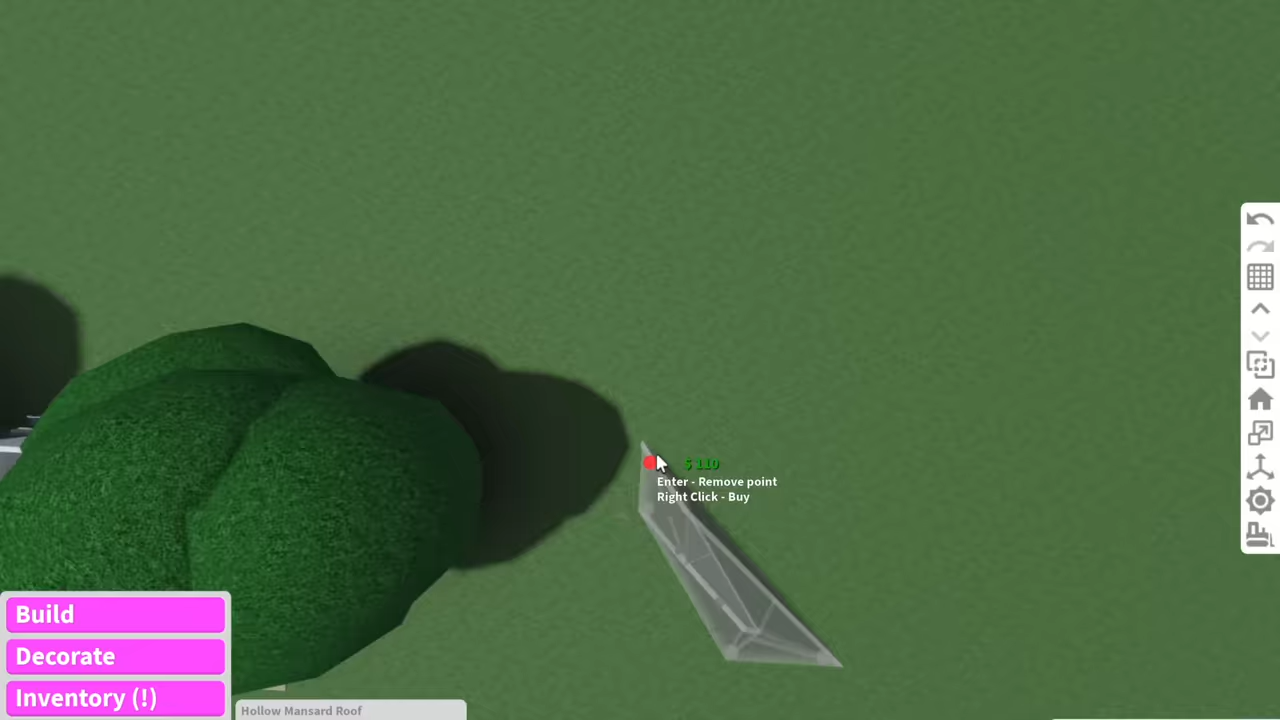 $ 110
Enter - Remove point
Right Click - Buy
Build
Decorate
Inventory (!)
Hollow Mansard Roof